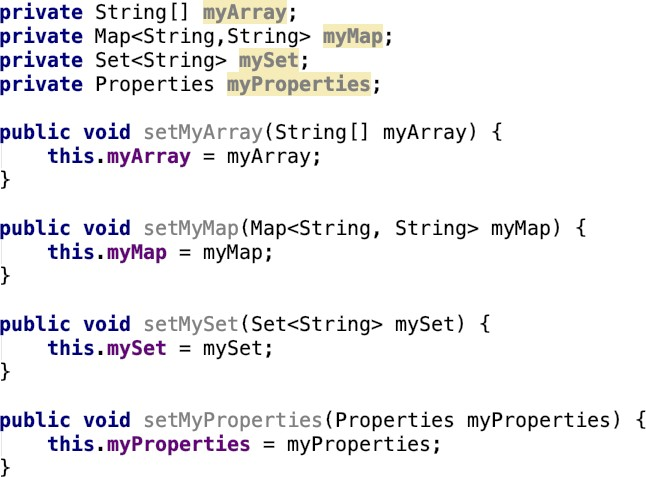 private String[] myArray;
private Map<String,String> myMap;
private Set<String> mySet;
private Properties myProperties;
public void setMyArray(String[] myArray) {
    this.myArray = myArray;
}
public void setMyMap(Map<String, String> myMap) {
    this.myMap = myMap;
}
public void setMySet(Set<String> mySet) {
    this.mySet = mySet;
}
public void setMyProperties(Properties myProperties) {
    this.myProperties = myProperties;
}